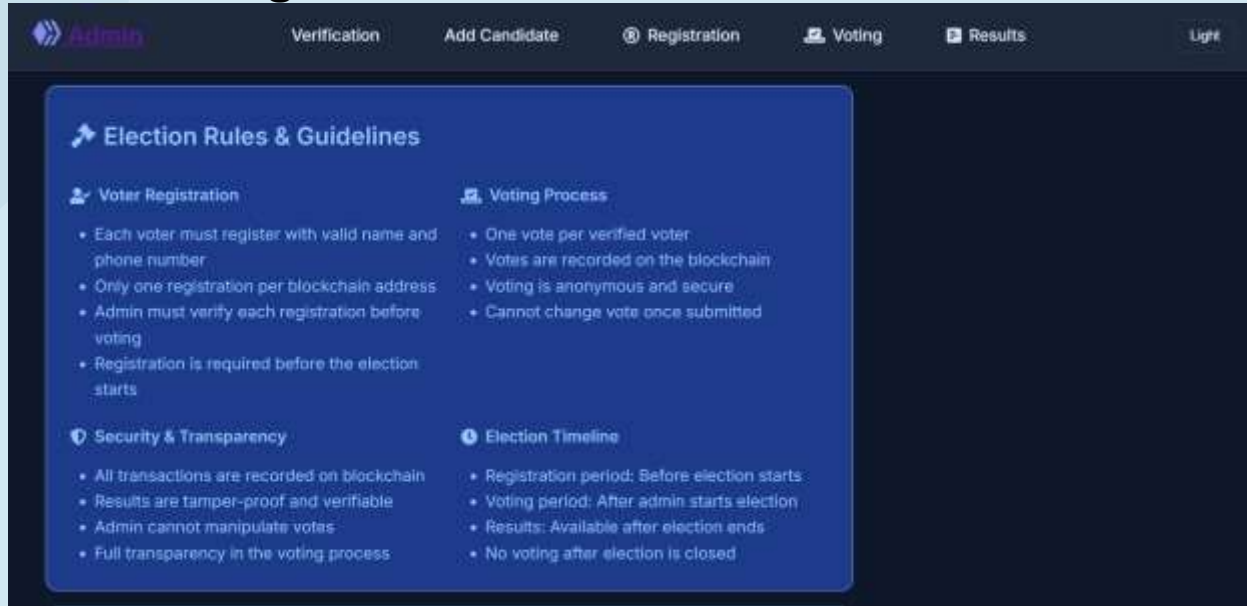 Admin
Verification
Add Candidate
Registration
Voting
Results
Light
Election Rules & Guidelines
Voter Registration
• Each voter must register with valid name and
phone number
• Only one registration per blockchain address
• Admin must verify each registration before
voting
• Registration is required before the election
starts
Voting Process
• One vote per verified voter
• Votes are recorded on the blockchain
• Voting is anonymous and secure
• Cannot change vote once submitted
Security & Transparency
• All transactions are recorded on blockchain
• Results are tamper-proof and verifiable
• Admin cannot manipulate votes
• Full transparency in the voting process
Election Timeline
• Registration period: Before election starts
• Voting period: After admin starts election
• Results: Available after election ends
• No voting after election is closed